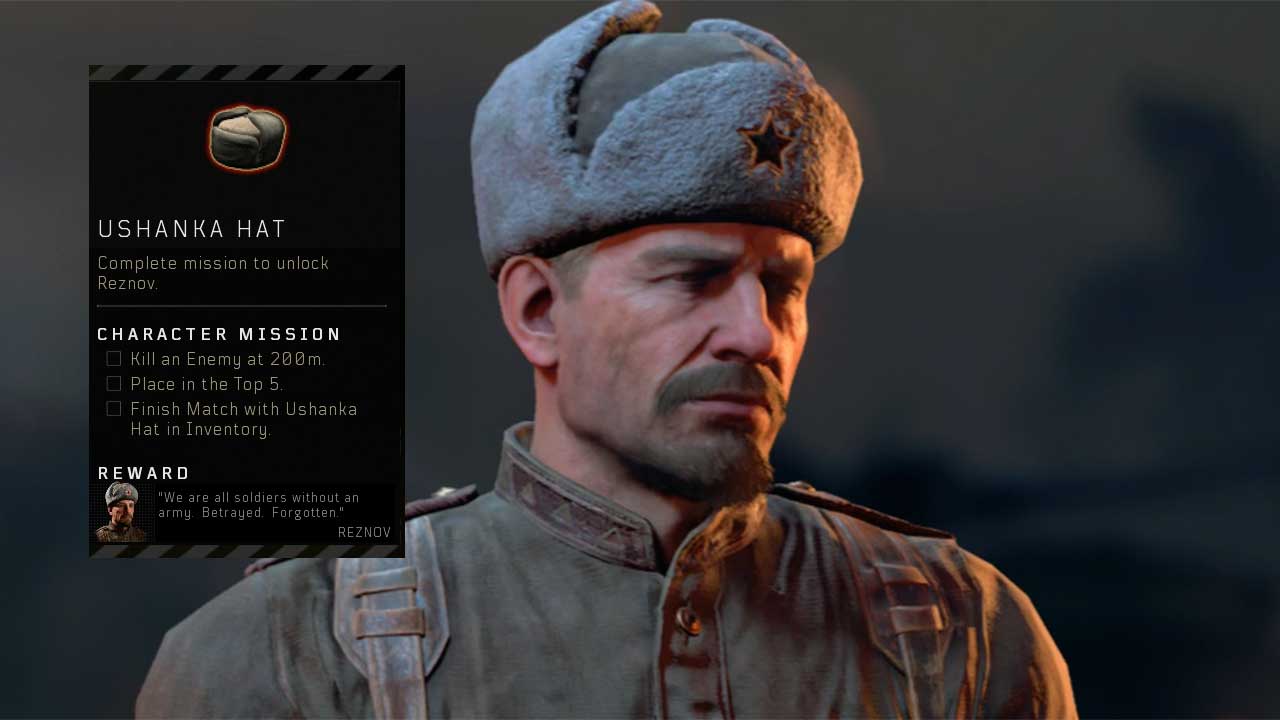 USHANKA HAT
Complete mission to unlock
Reznov.
CHARACTER MISSION
Kill an Enemy at 200m.
Place in the Top 5.
Finish Match with Ushanka
Hat in Inventory.
REWARD
"We are all soldiers without an
army. Betrayed. Forgotten."
REZNOV